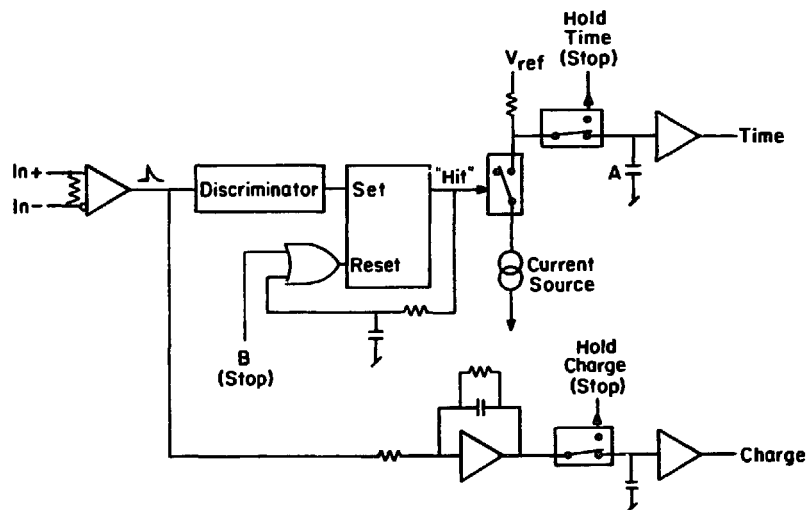 Hold
Time
(Stop)
Vref
Time
In+
In-
Discriminator
Set
"Hit"
A
Reset
Current
Source
B
(Stop)
Hold
Charge
(Stop)
Charge